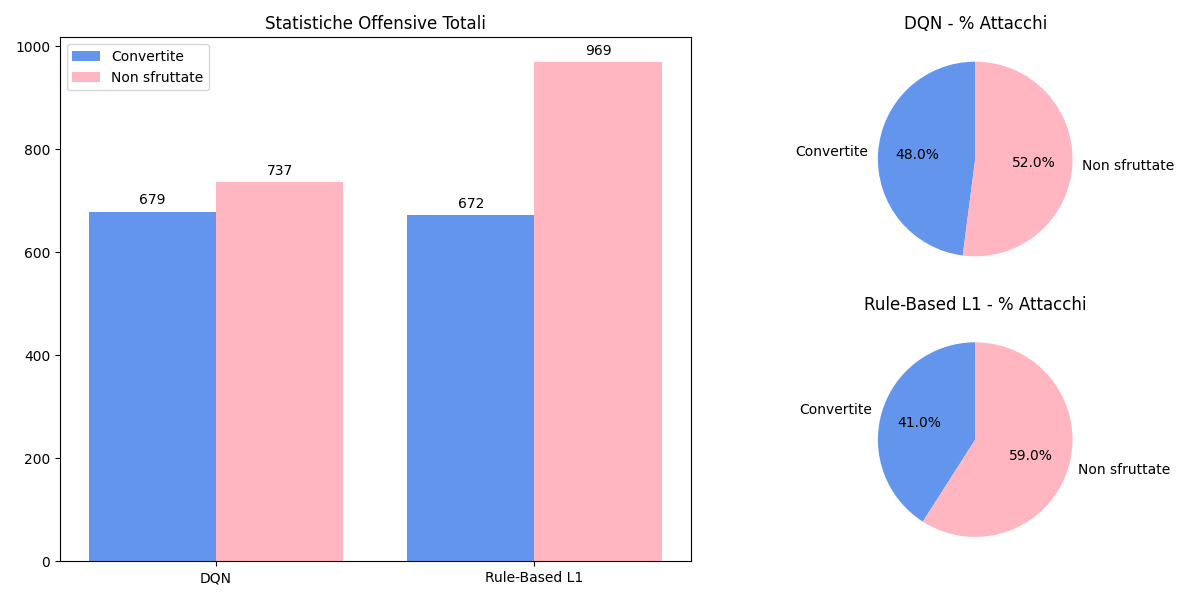 Statistiche Offensive Totali
Convertite
Non sfruttate
1000
800
600
400
200
0
679
737
672
969
DQN
Rule-Based L1
DQN - % Attacchi
Convertite
48.0%
52.0%
Non sfruttate
Rule-Based L1 - % Attacchi
Convertite
41.0%
59.0%
Non sfruttate